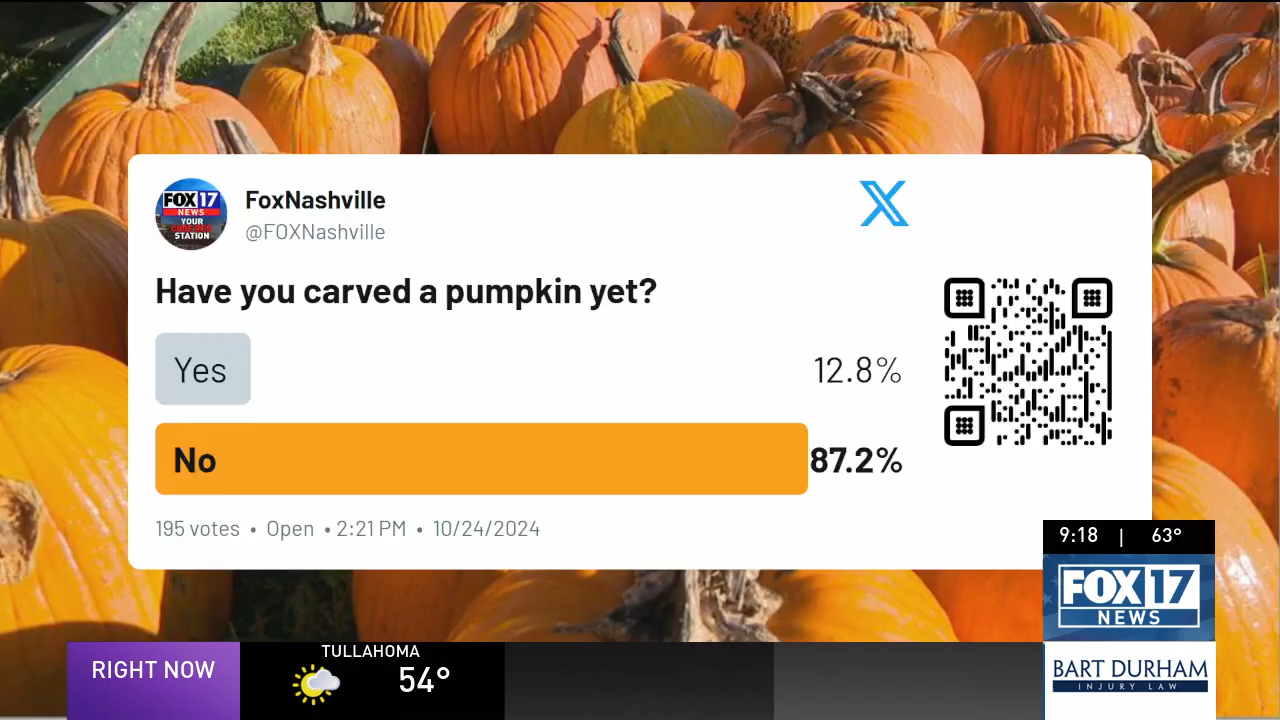 FOX 17
NEWS
YOUR
CODE RED
STATION
FoxNashville
@FOXNashville
Have you carved a pumpkin yet?
Yes 12.8%
No 87.2%
195 votes • Open • 2:21 PM • 10/24/2024
9:18 | 63°
FOX 17
NEWS
RIGHT NOW
TULLAHOMA
54°
BART DURHAM
INJURY LAW